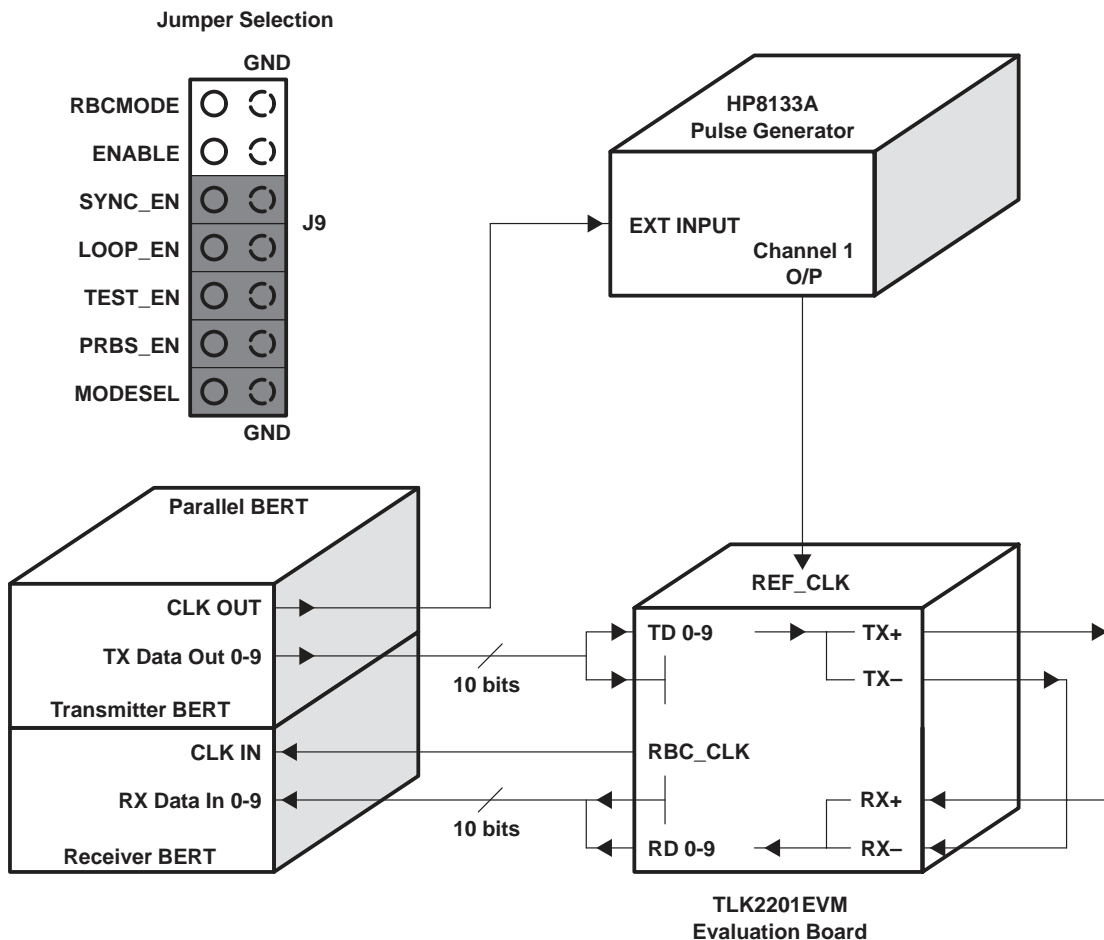 Jumper Selection
GND
RBCMODE
ENABLE
SYNC_EN
LOOP_EN
TEST_EN
PRBS_EN
MODESEL
J9
GND
HP8133A
Pulse Generator
EXT INPUT
Channel 1
O/P
Parallel BERT
CLK OUT
TX Data Out 0-9
Transmitter BERT
CLK IN
RX Data In 0-9
Receiver BERT
10 bits
10 bits
REF_CLK
TD 0-9
TX+
TX–
RBC_CLK
RX+
RD 0-9
RX–
TLK2201EVM
Evaluation Board